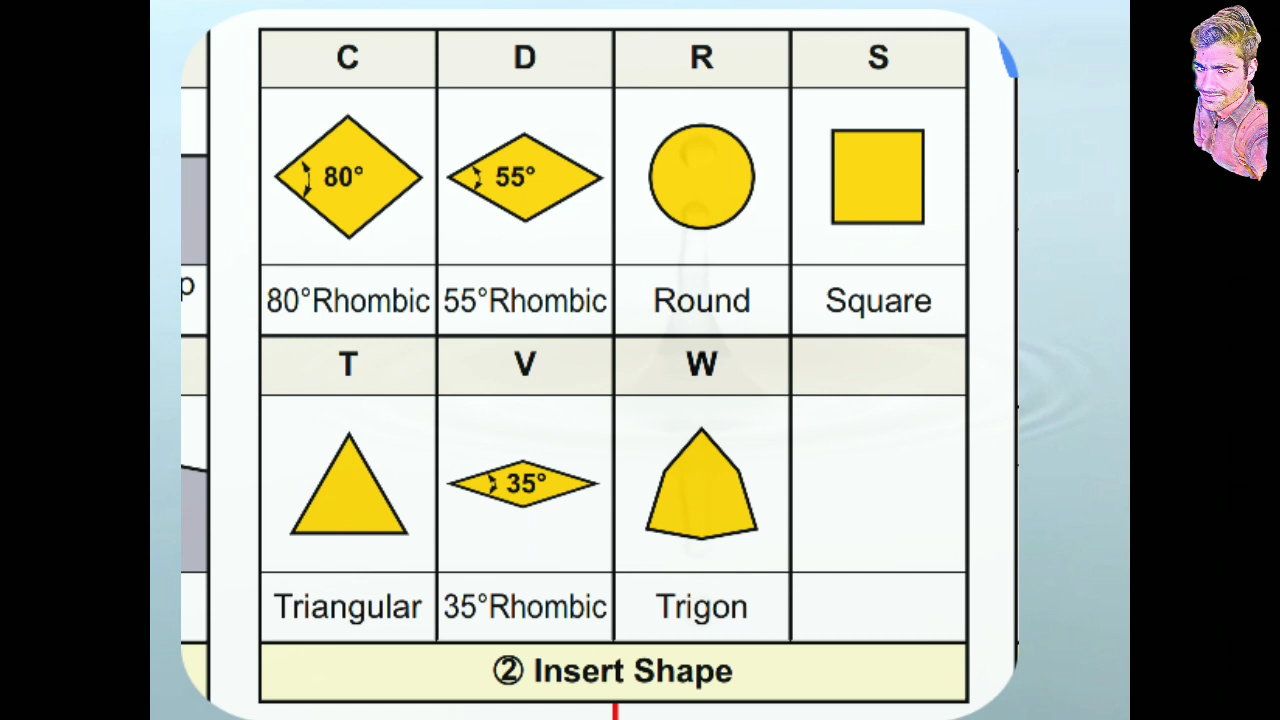 C D R S
80° 55°
80°Rhombic 55°Rhombic Round Square
p
T V W
35°
Triangular 35°Rhombic Trigon
② Insert Shape